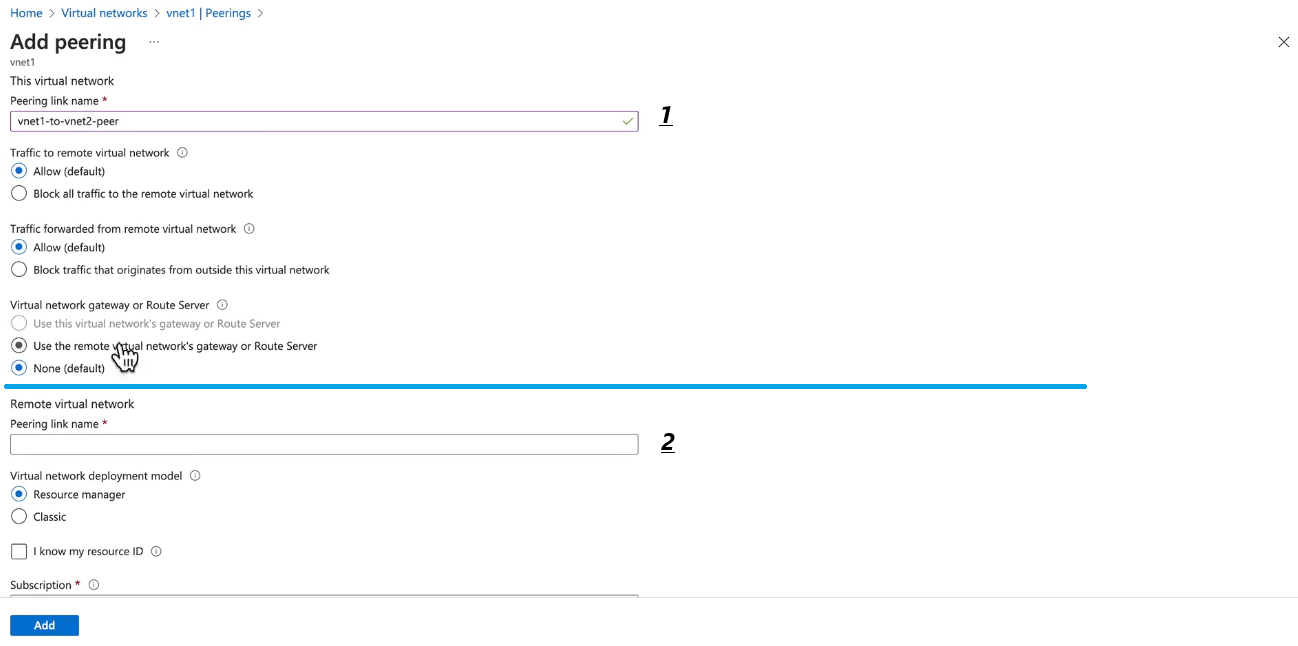 Home > Virtual networks > vnet1 | Peerings >
Add peering ...
vnet1
This virtual network
Peering link name *
vnet1-to-vnet2-peer
1
Traffic to remote virtual network
Allow (default)
Block all traffic to the remote virtual network
Traffic forwarded from remote virtual network
Allow (default)
Block traffic that originates from outside this virtual network
Virtual network gateway or Route Server
Use this virtual network's gateway or Route Server
Use the remote virtual network's gateway or Route Server
None (default)
Remote virtual network
Peering link name *
2
Virtual network deployment model
Resource manager
Classic
I know my resource ID
Subscription *
Add